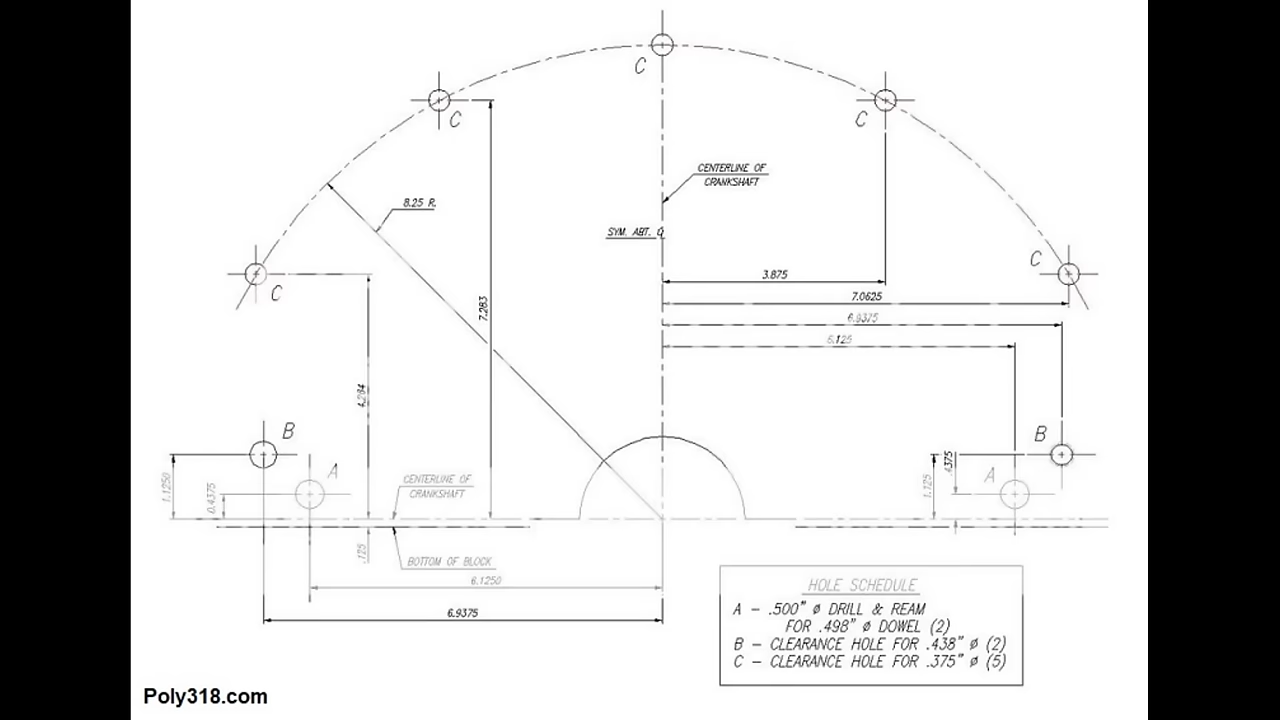 C
C
C
C
C
CENTERLINE OF
CRANKSHAFT
8.25 R.
SYM. ABT. ℄
3.875
7.0625
6.9375
6.125
7.283
4.284
B
A
B
A
1.1250
0.4375
CENTERLINE OF
CRANKSHAFT
.4375
1.125
.125
BOTTOM OF BLOCK
6.1250
6.9375
HOLE SCHEDULE
A – .500" ø DRILL & REAM
FOR .498" ø DOWEL (2)
B – CLEARANCE HOLE FOR .438" ø (2)
C – CLEARANCE HOLE FOR .375" ø (5)
Poly318.com